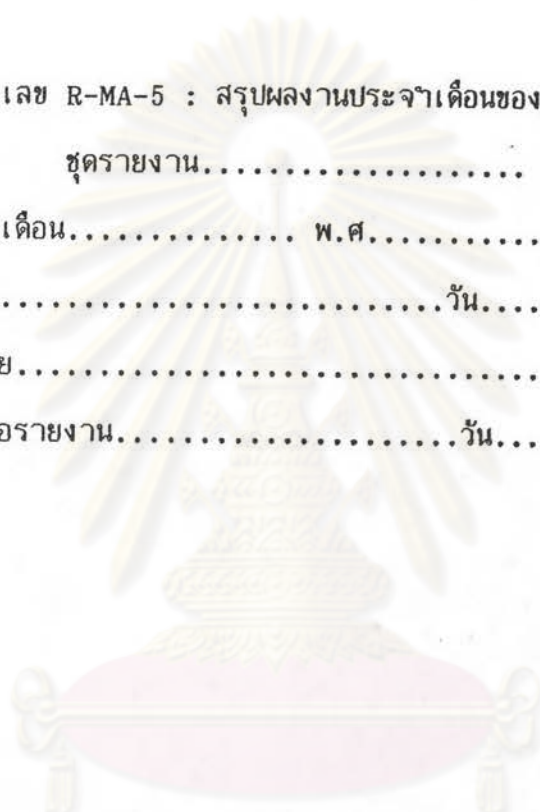 เลข R-MA-5 : สรุปผลงานประจำเดือนของ
ชุดรายงาน.....................
เดือน.............. พ.ศ...........
............................วัน....
ย.................................
อรายงาน.....................วัน...